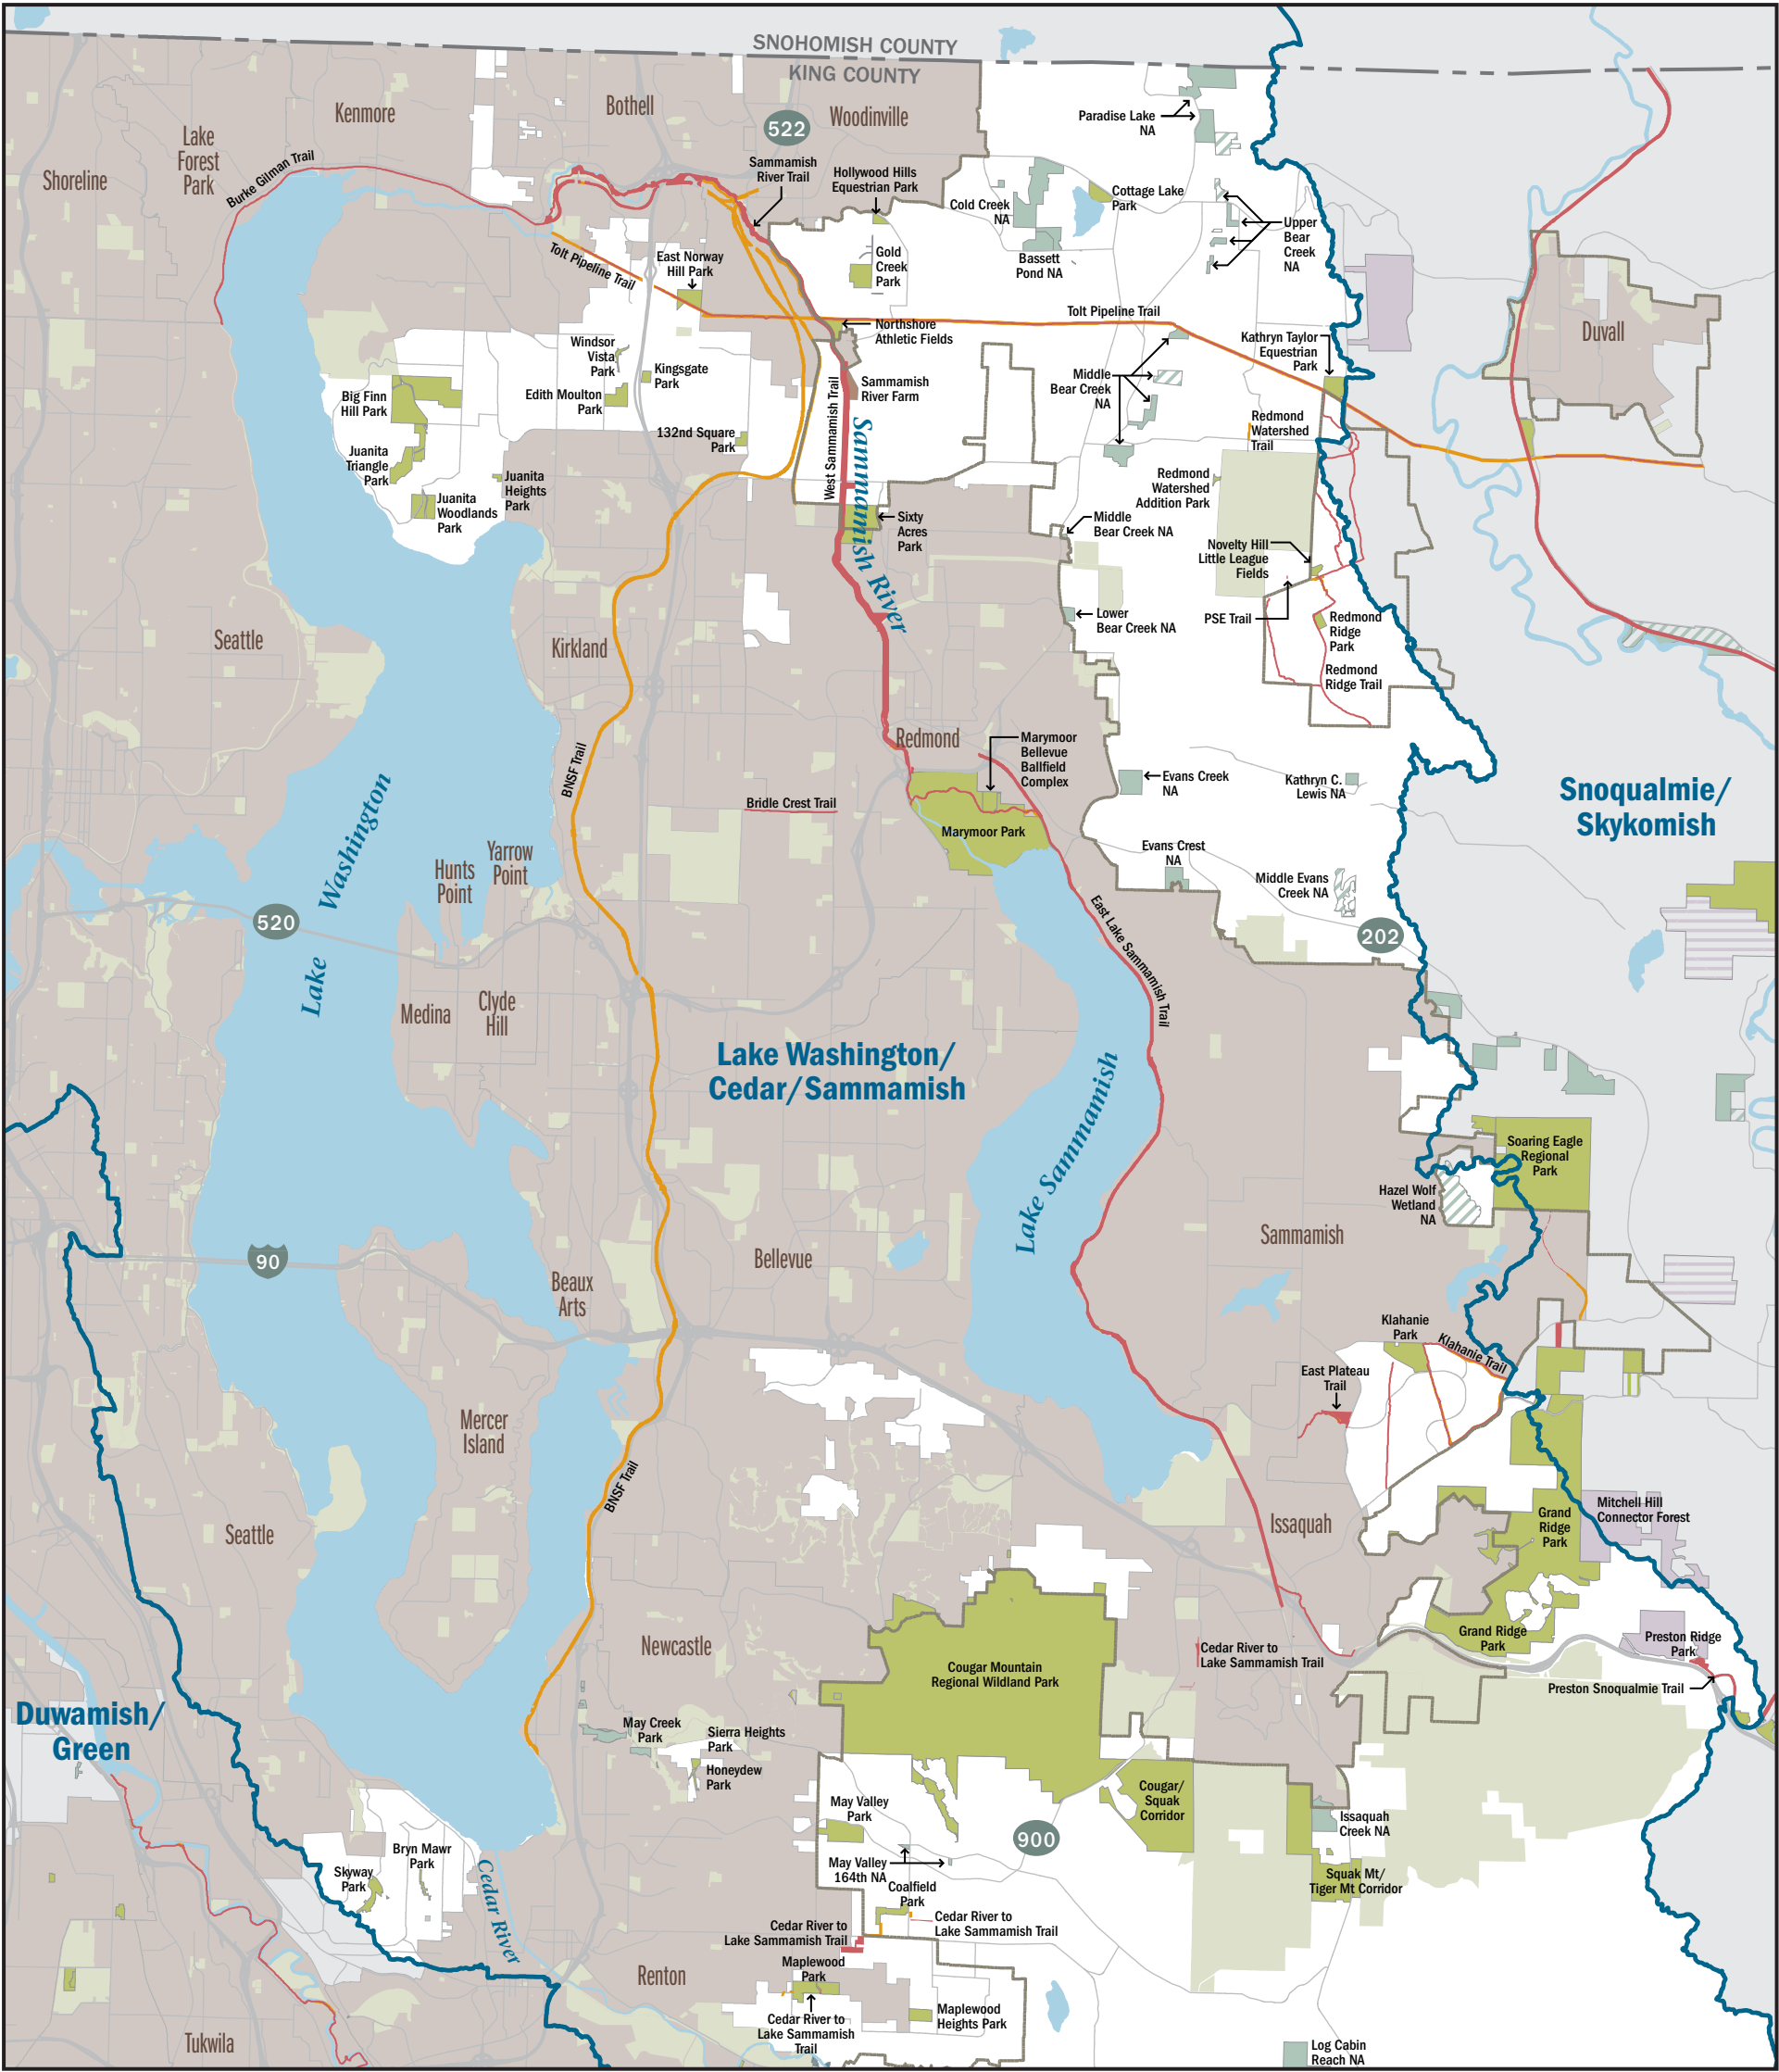 SNOHOMISH COUNTY
KING COUNTY
Kenmore
Bothell
Woodinville
522
Lake
Forest
Park
Shoreline
Burke Gilman Trail
Sammamish
River Trail
Hollywood Hills
Equestrian Park
Paradise Lake
NA
Cold Creek
NA
Cottage Lake
Park
Bassett
Pond NA
Upper
Bear
Creek
NA
Tolt Pipeline Trail
East Norway
Hill Park
Gold
Creek
Park
Northshore
Athletic Fields
Tolt Pipeline Trail
Kathryn Taylor
Equestrian
Park
Duvall
Windsor
Vista
Park
Kingsgate
Park
Edith Moulton
Park
Big Finn
Hill Park
132nd Square
Park
Sammamish
River Farm
West Sammamish Trail
Sammamish River
Middle
Bear Creek
NA
Redmond
Watershed
Trail
Juanita
Triangle
Park
Juanita
Heights
Park
Juanita
Woodlands
Park
Redmond
Watershed
Addition Park
Sixty
Acres
Park
Middle
Bear Creek NA
Novelty Hill
Little League
Fields
Lower
Bear Creek NA
PSE Trail
Redmond
Ridge
Park
Redmond
Ridge Trail
Seattle
Kirkland
BNSF Trail
Redmond
Marymoor
Bellevue
Ballfield
Complex
Bridle Crest Trail
Marymoor Park
Evans Creek
NA
Kathryn C.
Lewis NA
Snoqualmie/
Skykomish
Evans Crest
NA
Middle Evans
Creek NA
202
Lake Washington
Hunts
Point
Yarrow
Point
520
Medina
Clyde
Hill
East Lake Sammamish Trail
Lake Washington/
Cedar/Sammamish
Lake Sammamish
Soaring Eagle
Regional
Park
Hazel Wolf
Wetland
NA
Sammamish
90
Beaux
Arts
Bellevue
Klahanie
Park
Klahanie Trail
East Plateau
Trail
Mercer
Island
BNSF Trail
Seattle
Issaquah
Grand
Ridge
Park
Mitchell Hill
Connector Forest
Grand Ridge
Park
Preston Ridge
Park
Preston Snoqualmie Trail
Newcastle
Cougar Mountain
Regional Wildland Park
Cedar River to
Lake Sammamish Trail
Duwamish/
Green
May Creek
Park
Sierra Heights
Park
Honeydew
Park
May Valley
Park
900
Cougar/
Squak
Corridor
Issaquah
Creek NA
Squak Mt/
Tiger Mt Corridor
Skyway
Park
Bryn Mawr
Park
Cedar River
May Valley
164th NA
Coalfield
Park
Cedar River to
Lake Sammamish Trail
Cedar River to
Lake Sammamish Trail
Maplewood
Park
Cedar River to
Lake Sammamish
Trail
Maplewood
Heights Park
Renton
Tukwila
Log Cabin
Reach NA